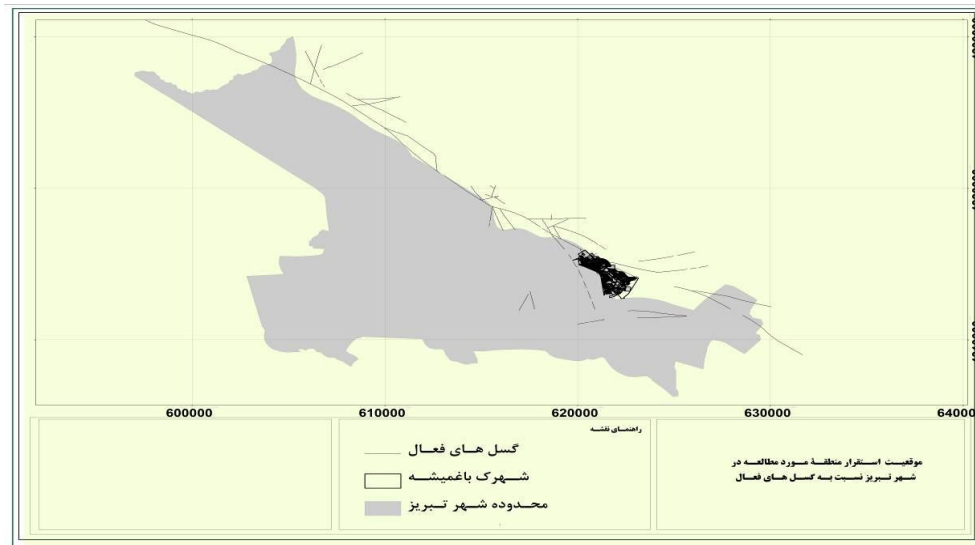 600000
610000
620000
630000
64000
راهنمای نقشه
گسل های فعال
شهرک باغمیشه
محدوده شهر تبریز
موقعیت استقرار منطقهٔ مورد مطالعه در
شهر تبریز نسبت به گسل های فعال